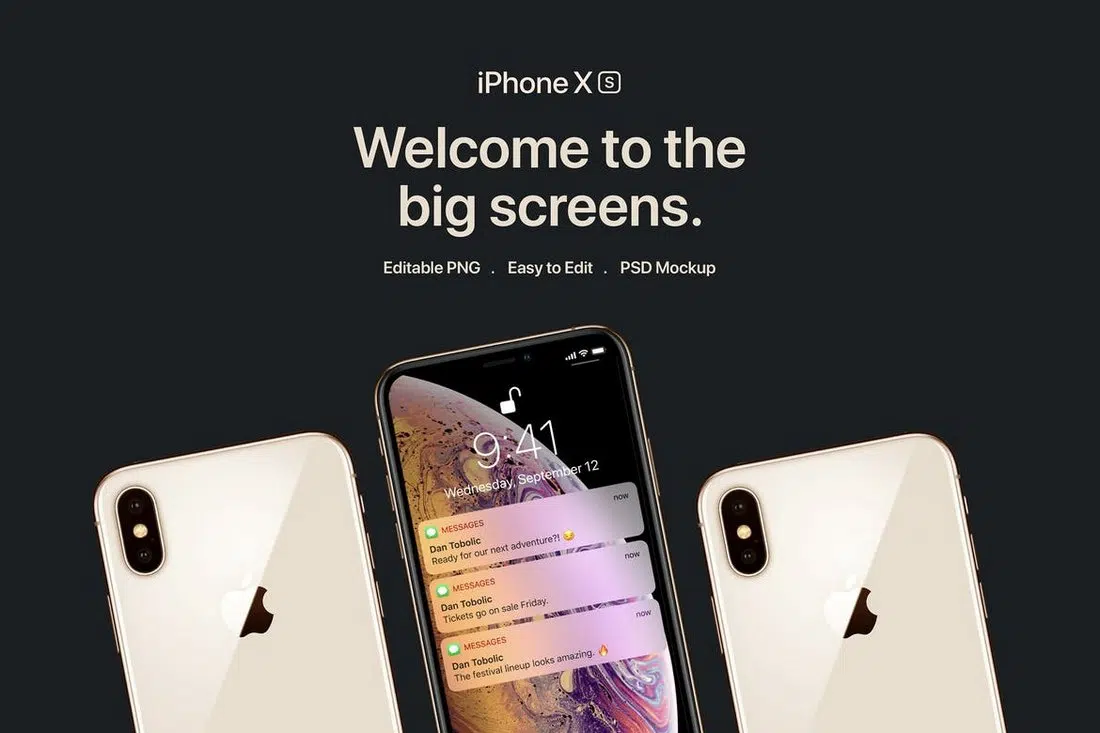 iPhone X S
Welcome to the
big screens.
Editable PNG . Easy to Edit . PSD Mockup
9:41
Wednesday, September 12
MESSAGES now
Dan Tobolic
Ready for our next adventure?! 😏
MESSAGES now
Dan Tobolic
Tickets go on sale Friday.
MESSAGES now
Dan Tobolic
The festival lineup looks amazing. 🔥